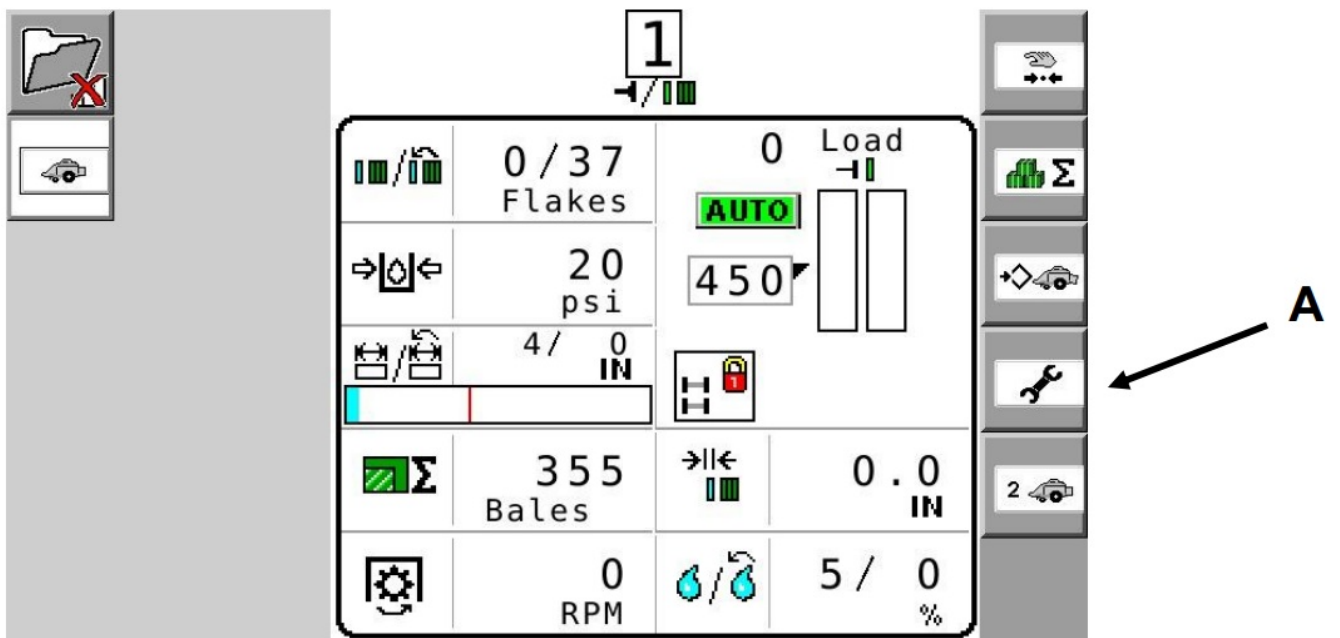 1
0/37
Flakes
0
Load
AUTO
20
psi
450
4/ 0
IN
1
355
Bales
0.0
IN
0
RPM
5/ 0
%
Σ
Σ
2
A